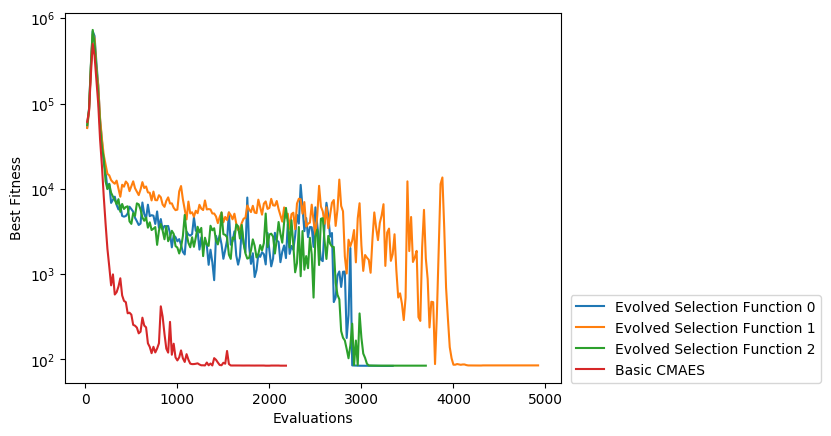 10^6
10^5
10^4
10^3
10^2
Best Fitness
0 1000 2000 3000 4000 5000
Evaluations
Evolved Selection Function 0
Evolved Selection Function 1
Evolved Selection Function 2
Basic CMAES